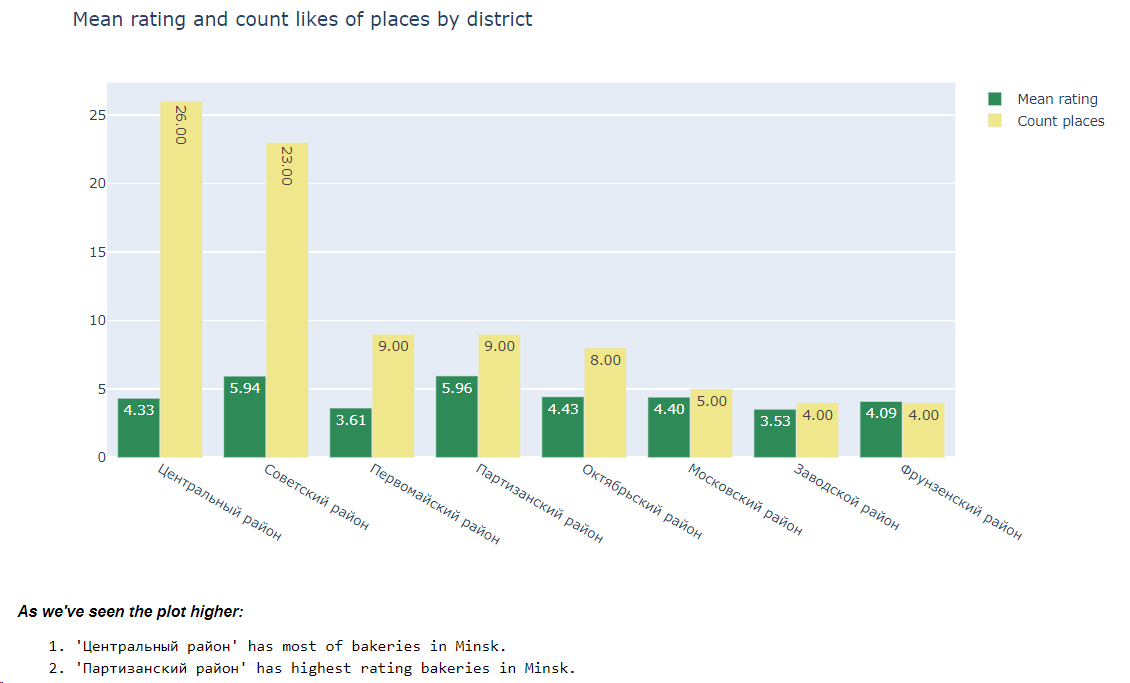 Mean rating and count likes of places by district
Mean rating
Count places
25
20
15
10
5
0
26.00
23.00
9.00
9.00
8.00
5.00
4.00
4.00
4.33
5.94
3.61
5.96
4.43
4.40
3.53
4.09
Центральный район
Советский район
Первомайский район
Партизанский район
Октябрьский район
Московский район
Заводской район
Фрунзенский район
As we've seen the plot higher:
1. 'Центральный район' has most of bakeries in Minsk.
2. 'Партизанский район' has highest rating bakeries in Minsk.